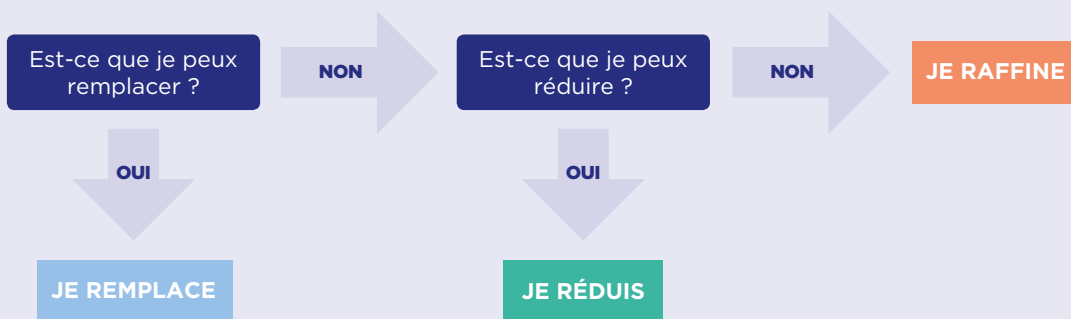 Est-ce que je peux
remplacer ?
NON
Est-ce que je peux
réduire ?
NON
JE RAFFINE
OUI
OUI
JE REMPLACE
JE RÉDUIS